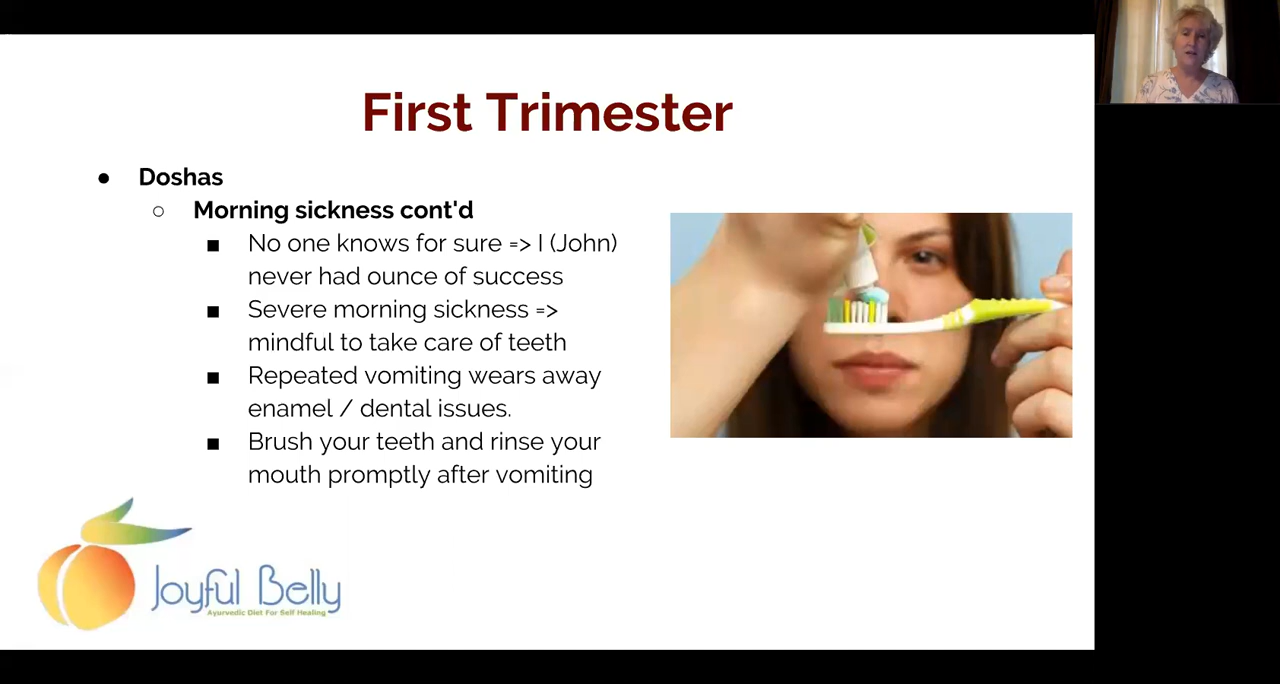 First Trimester
● Doshas
○ Morning sickness cont'd
■ No one knows for sure => I (John)
never had ounce of success
■ Severe morning sickness =>
mindful to take care of teeth
■ Repeated vomiting wears away
enamel / dental issues.
■ Brush your teeth and rinse your
mouth promptly after vomiting
Joyful Belly
Ayurvedic Diet For Self Healing